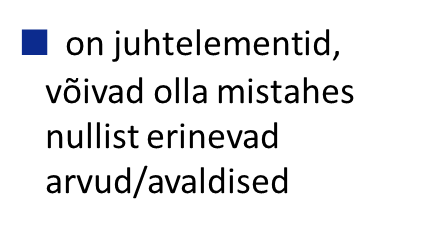 on juhtelementid,
võivad olla mistahes
nullist erinevad
arvud/avaldised